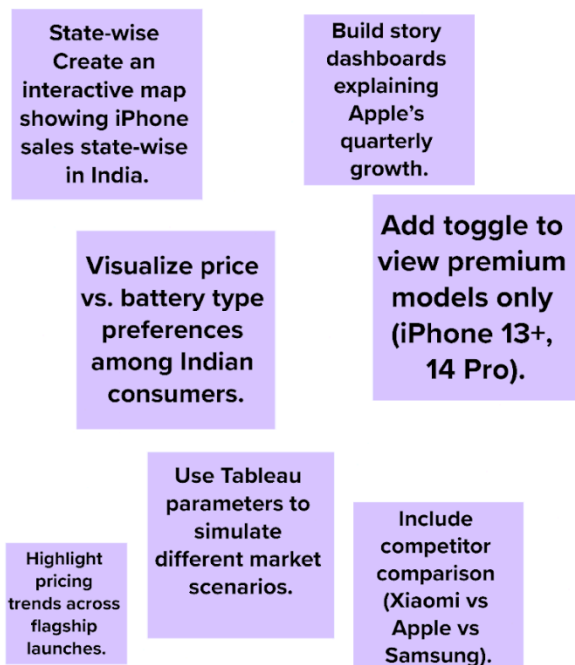 State-wise
Create an
interactive map
showing iPhone
sales state-wise
in India.
Build story
dashboards
explaining
Apple’s
quarterly
growth.
Visualize price
vs. battery type
preferences
among Indian
consumers.
Add toggle to
view premium
models only
(iPhone 13+,
14 Pro).
Use Tableau
parameters to
simulate
different market
scenarios.
Highlight
pricing
trends across
flagship
launches.
Include
competitor
comparison
(Xiaomi vs
Apple vs
Samsung).